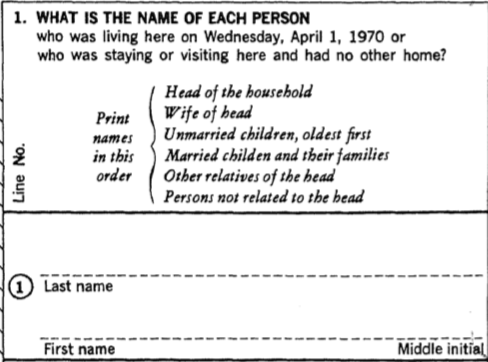 1. WHAT IS THE NAME OF EACH PERSON
who was living here on Wednesday, April 1, 1970 or
who was staying or visiting here and had no other home?
Line No.
Print
names
in this
order
Head of the household
Wife of head
Unmarried children, oldest first
Married childen and their families
Other relatives of the head
Persons not related to the head
1
Last name
First name Middle initial